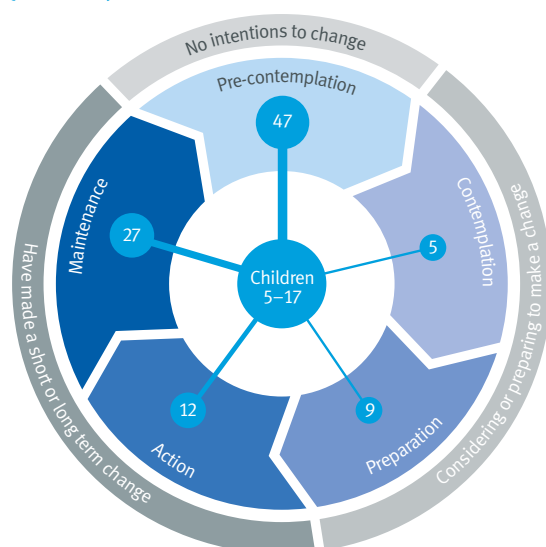 No intentions to change
Pre-contemplation
47
Contemplation
5
Considering or preparing to make a change
Preparation
9
Action
12
Maintenance
27
Have made a short or long term change
Children
5–17